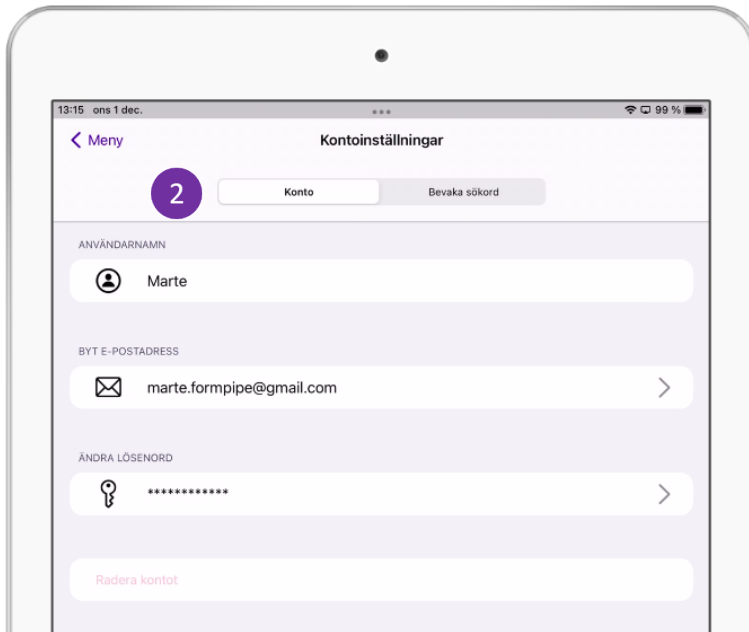 13:15 ons 1 dec. 99 %
Meny Kontoinställningar
2 Konto Bevaka sökord
ANVÄNDARNAMN
Marte
BYT E-POSTADRESS
marte.formpipe@gmail.com
ÄNDRA LÖSENORD
************
Radera kontot